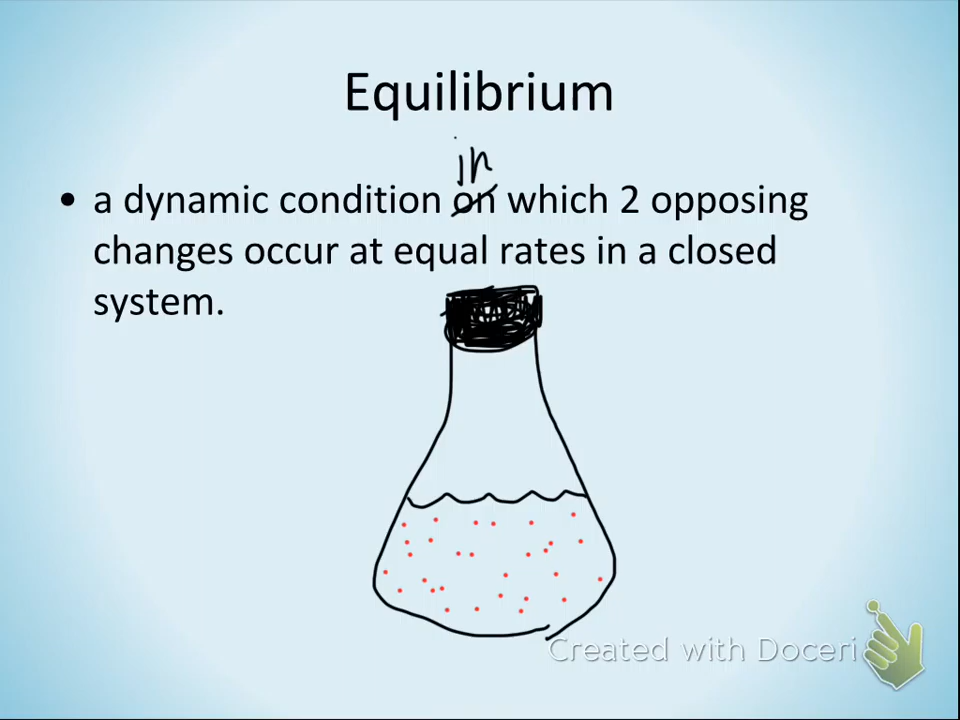 Equilibrium
in
• a dynamic condition on which 2 opposing
changes occur at equal rates in a closed
system.
Created with Doceri